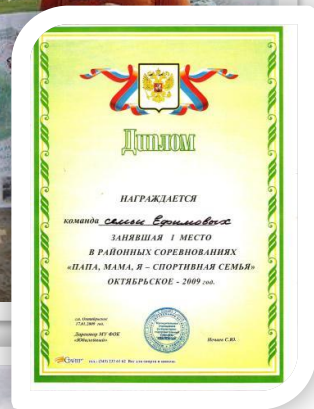 Диплом
НАГРАЖДАЕТСЯ
команда семьи Ефимовых
ЗАНЯВШАЯ 1 МЕСТО
В РАЙОННЫХ СОРЕВНОВАНИЯХ
«ПАПА, МАМА, Я – СПОРТИВНАЯ СЕМЬЯ»
ОКТЯБРЬСКОЕ - 2009 год.
Директор МУ ФОК
«Юбилейный»